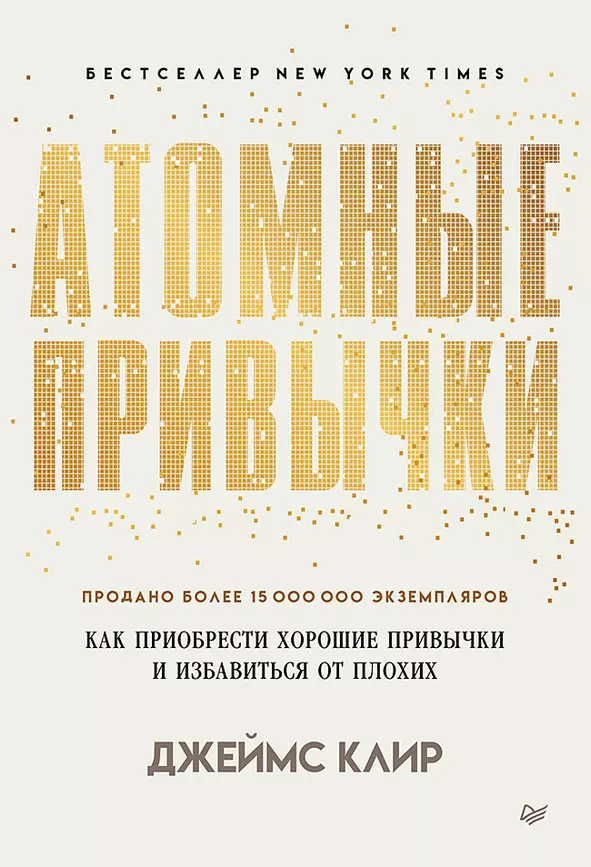 БЕСТСЕЛЛЕР NEW YORK TIMES
АТОМНЫЕ
ПРИВЫЧКИ
ПРОДАНО БОЛЕЕ 15 000 000 ЭКЗЕМПЛЯРОВ
КАК ПРИОБРЕСТИ ХОРОШИЕ ПРИВЫЧКИ
И ИЗБАВИТЬСЯ ОТ ПЛОХИХ
ДЖЕЙМС КЛИР